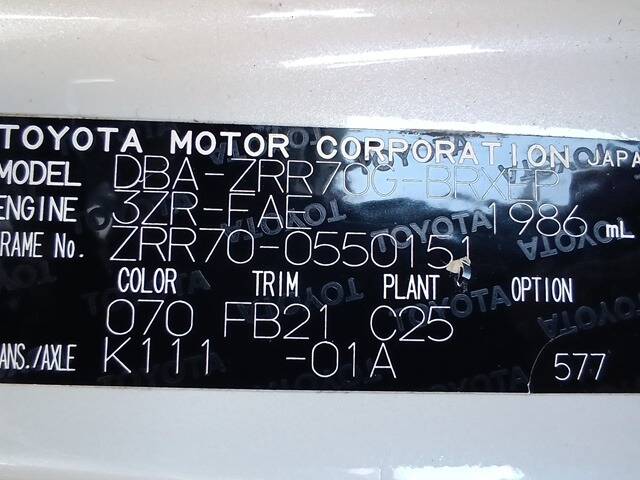 TOYOTA MOTOR CORPORATION JAPA
MODEL DBA-ZRR70G-BRXEP
ENGINE 3ZR-FAE 1986 mL
FRAME No. ZRR70-0550151
COLOR TRIM PLANT OPTION
070 FB21 C25
ANS./AXLE K111 -01A 577